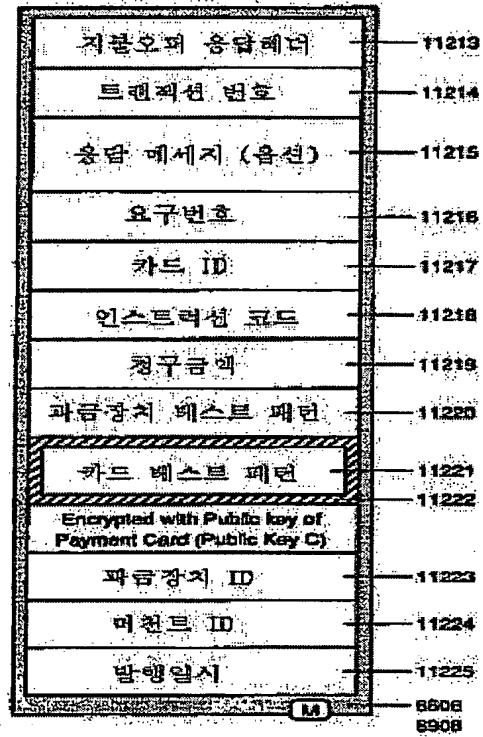 지불오퍼 응답헤더 11213
트랜잭션 번호 11214
응답 메세지 (옵션) 11215
요구번호 11216
카드 ID 11217
인스트럭션 코드 11218
청구금액 11219
과금장치 테스트 패턴 11220
카드 테스트 패턴 11221
11222
Encrypted with Public key of
Payment Card (Public Key C)
과금장치 ID 11223
머천트 ID 11224
발행일시 11225
M 6608
6908